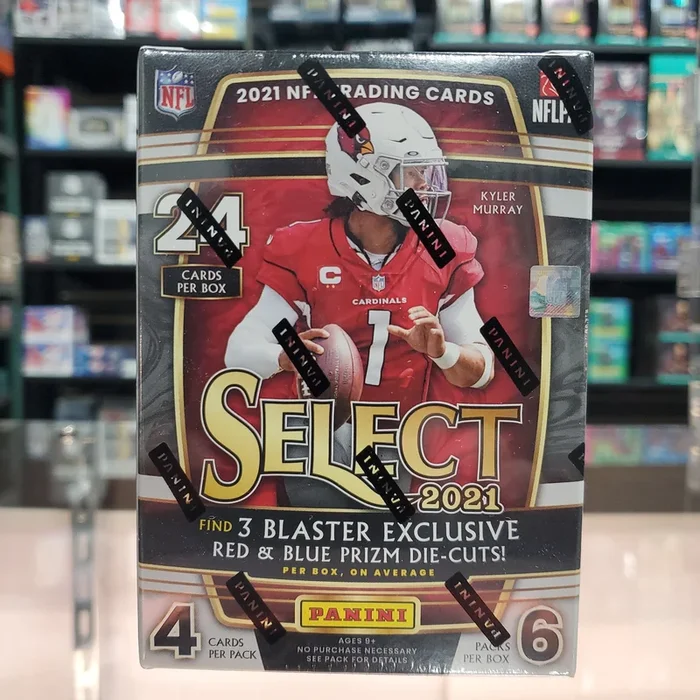 NFL
2021 NFL TRADING CARDS
NFLP
PANINI
PANINI
KYLER
MURRAY
24
PANINI
PANINI
CARDS
PER BOX
C
CARDINALS
1
PANINI
PANINI
SELECT
2021
PANINI
PANINI
FIND 3 BLASTER EXCLUSIVE
RED & BLUE PRIZM DIE-CUTS!
PER BOX, ON AVERAGE
PANINI
PANINI
PANINI
4 CARDS
PER PACK
AGES 9+
NO PURCHASE NECESSARY
SEE PACK FOR DETAILS
PACKS
PER BOX 6